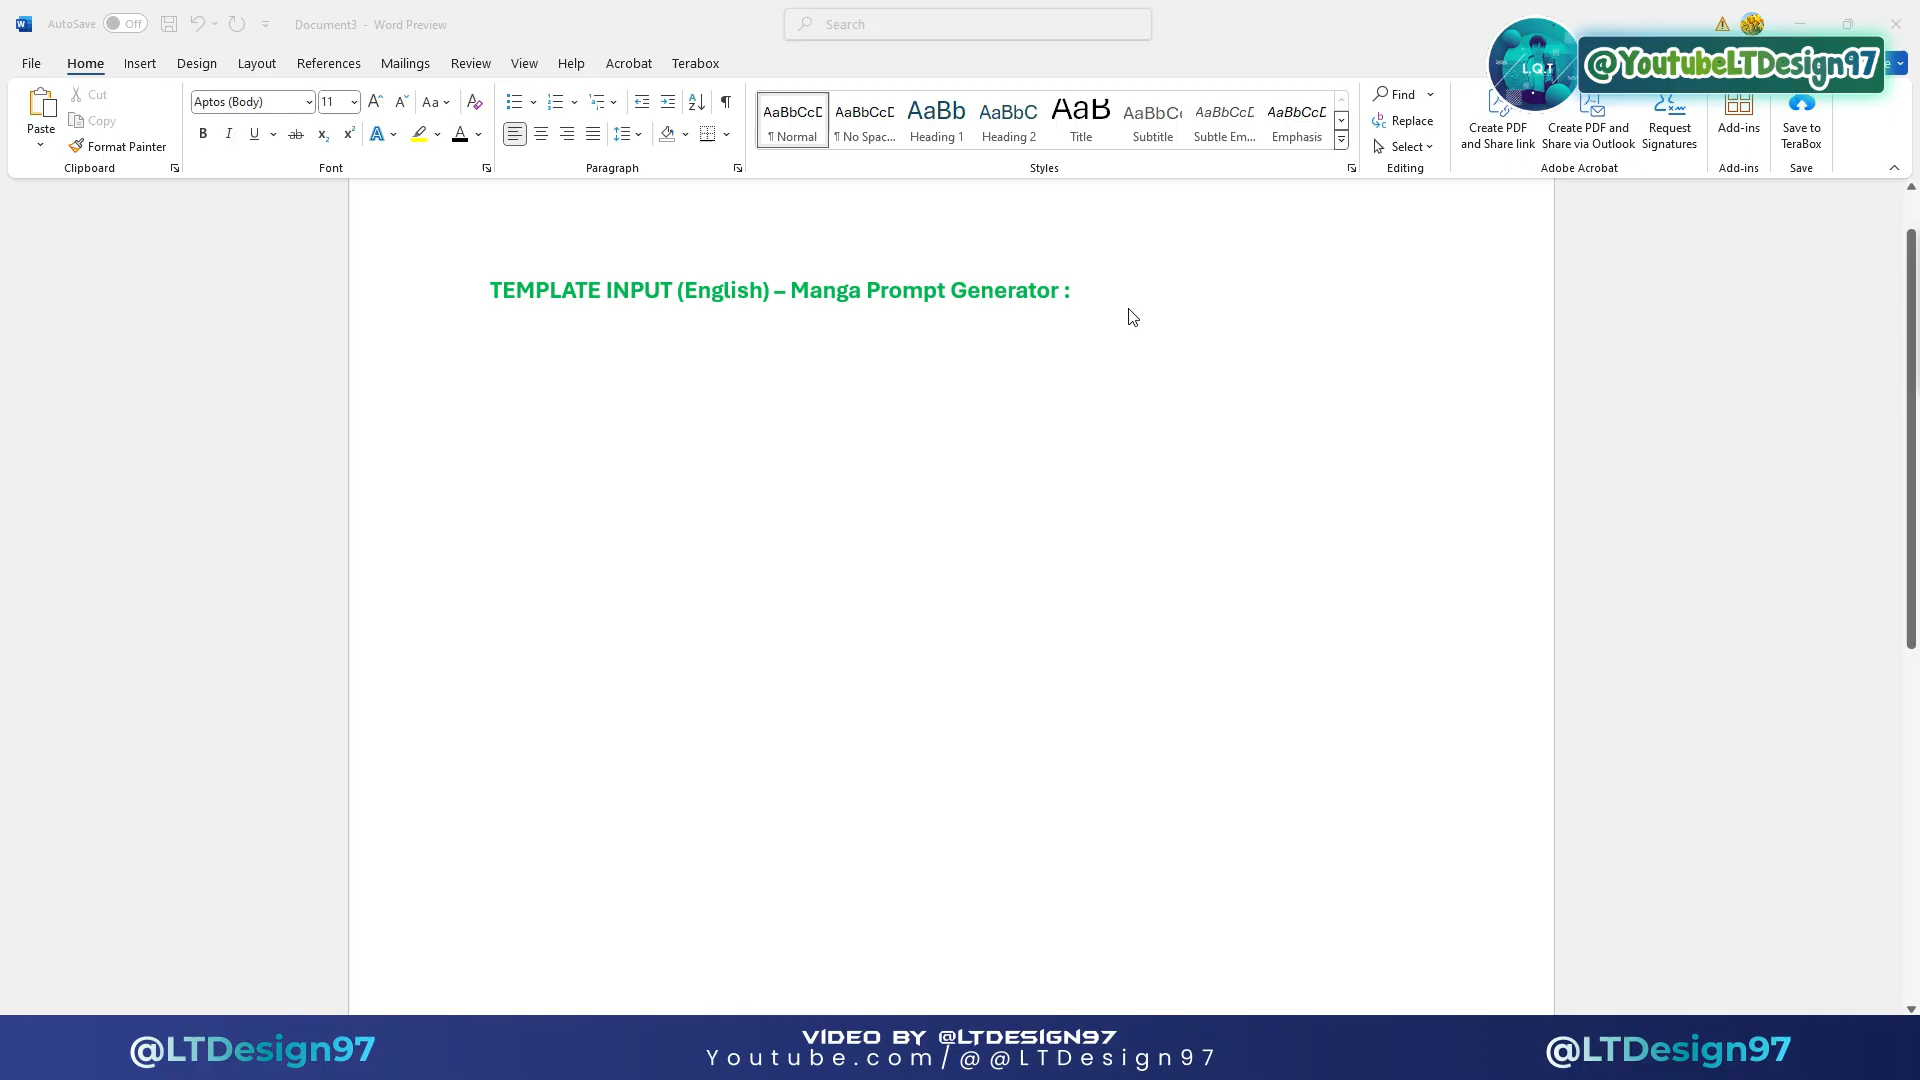 AutoSave Off Document3 - Word Preview Search
File Home Insert Design Layout References Mailings Review View Help Acrobat Terabox
L.Q.T @YoutubeLTDesign97
Paste Cut Copy Format Painter
Clipboard
Aptos (Body) 11
Font
Paragraph
AaBbCcD AaBbCcD AaBb AaBbC AaB AaBbCc AaBbCcD AaBbCcD
¶ Normal ¶ No Spac... Heading 1 Heading 2 Title Subtitle Subtle Em... Emphasis
Styles
Find
Replace
Select
Editing
Create PDF and Share link
Create PDF and Share via Outlook
Request Signatures
Adobe Acrobat
Add-ins
Add-ins
Save to TeraBox
Save
TEMPLATE INPUT (English) – Manga Prompt Generator :
@LTDesign97
VIDEO BY @LTDESIGN97
Youtube.com/@@LTDesign97
@LTDesign97